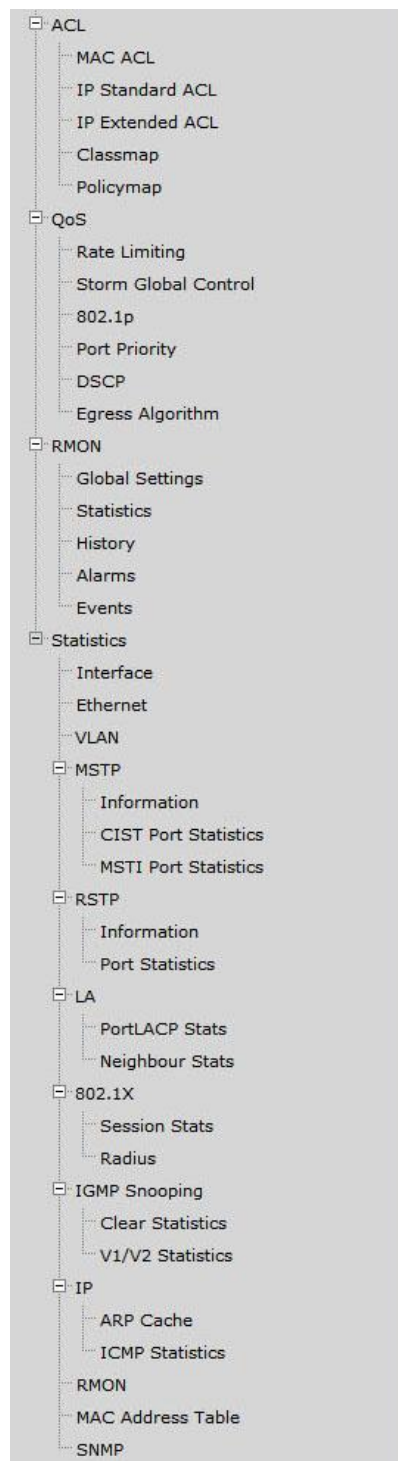 ACL
MAC ACL
IP Standard ACL
IP Extended ACL
Classmap
Policymap
QoS
Rate Limiting
Storm Global Control
802.1p
Port Priority
DSCP
Egress Algorithm
RMON
Global Settings
Statistics
History
Alarms
Events
Statistics
Interface
Ethernet
VLAN
MSTP
Information
CIST Port Statistics
MSTI Port Statistics
RSTP
Information
Port Statistics
LA
PortLACP Stats
Neighbour Stats
802.1X
Session Stats
Radius
IGMP Snooping
Clear Statistics
V1/V2 Statistics
IP
ARP Cache
ICMP Statistics
RMON
MAC Address Table
SNMP